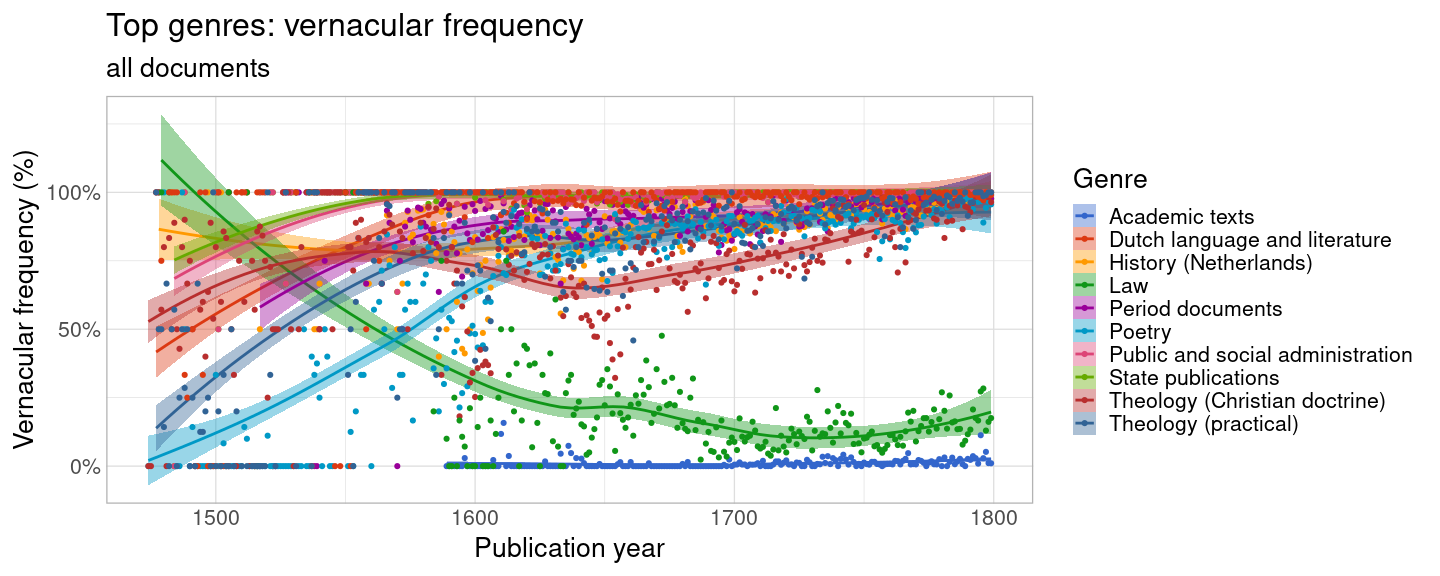 Top genres: vernacular frequency
all documents
Vernacular frequency (%)
100%
50%
0%
1500
1600
1700
1800
Publication year
Genre
Academic texts
Dutch language and literature
History (Netherlands)
Law
Period documents
Poetry
Public and social administration
State publications
Theology (Christian doctrine)
Theology (practical)